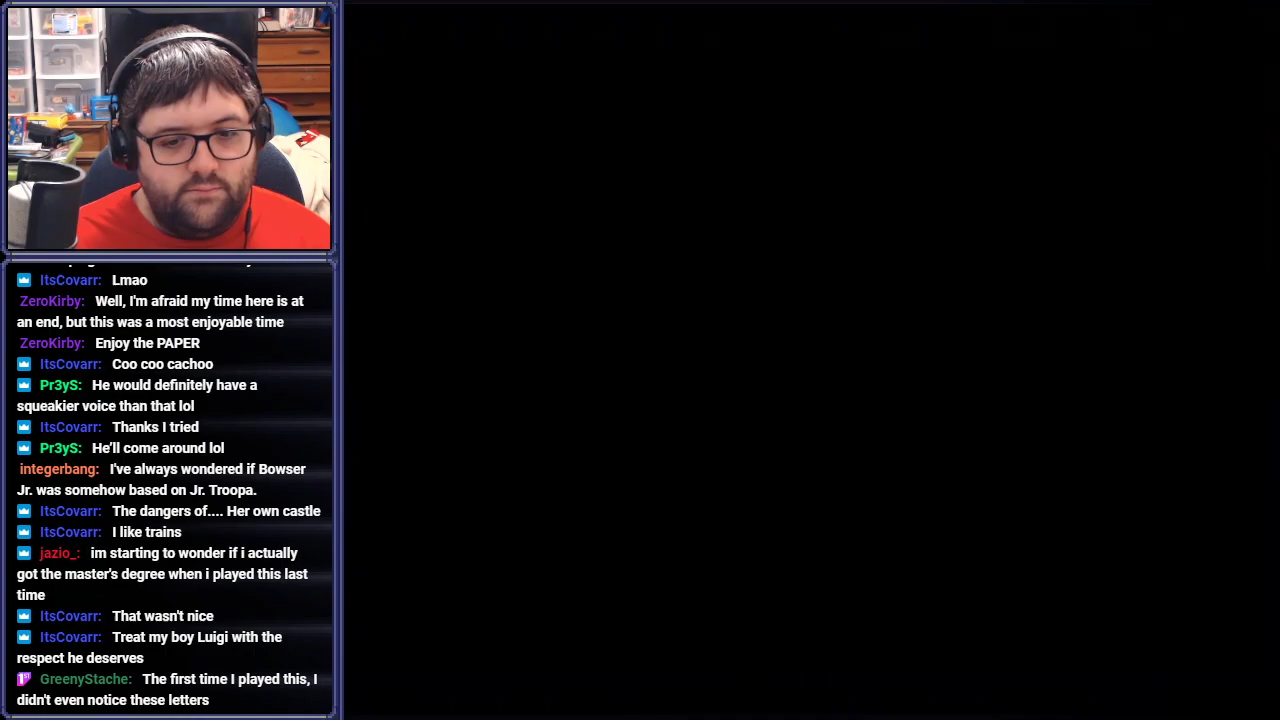 ItsCovarr: Lmao
ZeroKirby: Well, I'm afraid my time here is at
an end, but this was a most enjoyable time
ZeroKirby: Enjoy the PAPER
ItsCovarr: Coo coo cachoo
Pr3yS: He would definitely have a
squeakier voice than that lol
ItsCovarr: Thanks I tried
Pr3yS: He’ll come around lol
integerbang: I've always wondered if Bowser
Jr. was somehow based on Jr. Troopa.
ItsCovarr: The dangers of.... Her own castle
ItsCovarr: I like trains
jazio_: im starting to wonder if i actually
got the master's degree when i played this last
time
ItsCovarr: That wasn't nice
ItsCovarr: Treat my boy Luigi with the
respect he deserves
GreenyStache: The first time I played this, I
didn't even notice these letters